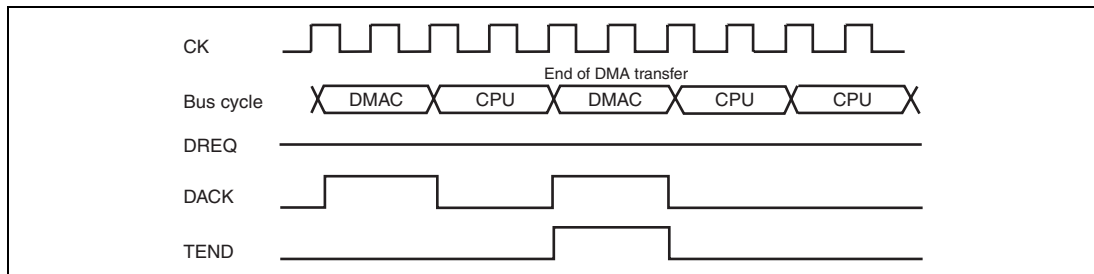 CK
End of DMA transfer
Bus cycle DMAC CPU DMAC CPU CPU
DREQ
DACK
TEND